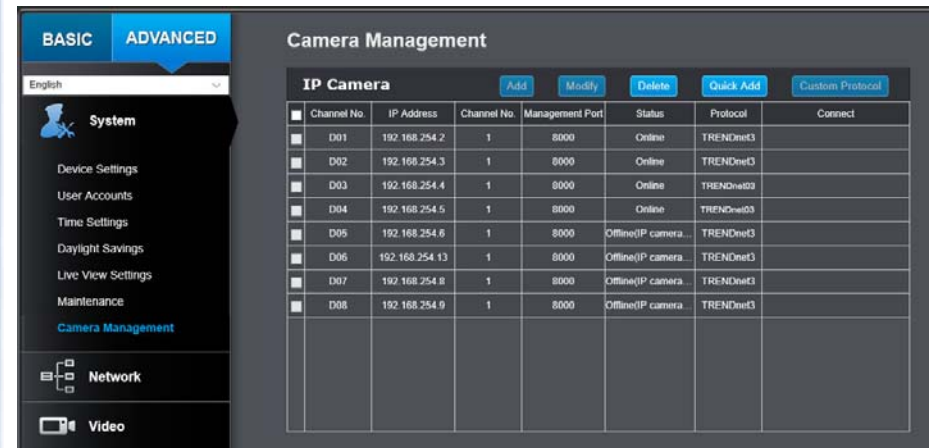 BASIC ADVANCED
Camera Management
English
IP Camera Add Modify Delete Quick Add Custom Protocol
System
Channel No. IP Address Channel No. Management Port Status Protocol Connect
D01 192.168.254.2 1 8000 Online TRENDnet3
D02 192.168.254.3 1 8000 Online TRENDnet3
D03 192.168.254.4 1 8000 Online TRENDnet03
D04 192.168.254.5 1 8000 Online TRENDnet03
D05 192.168.254.6 1 8000 Offline(IP camera... TRENDnet3
D06 192.168.254.13 1 8000 Offline(IP camera... TRENDnet3
D07 192.168.254.8 1 8000 Offline(IP camera... TRENDnet3
D08 192.168.254.9 1 8000 Offline(IP camera... TRENDnet3
Device Settings
User Accounts
Time Settings
Daylight Savings
Live View Settings
Maintenance
Camera Management
Network
Video